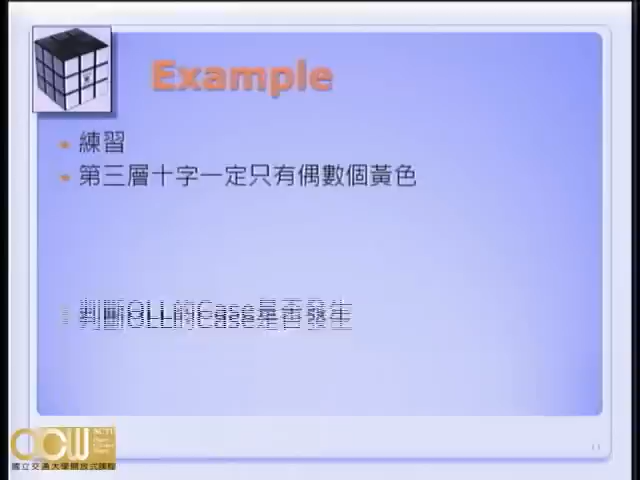 Example
練習
第三層十字一定只有偶數個黃色
判斷OLL的Case是否發生
國立交通大學開放式課程
11